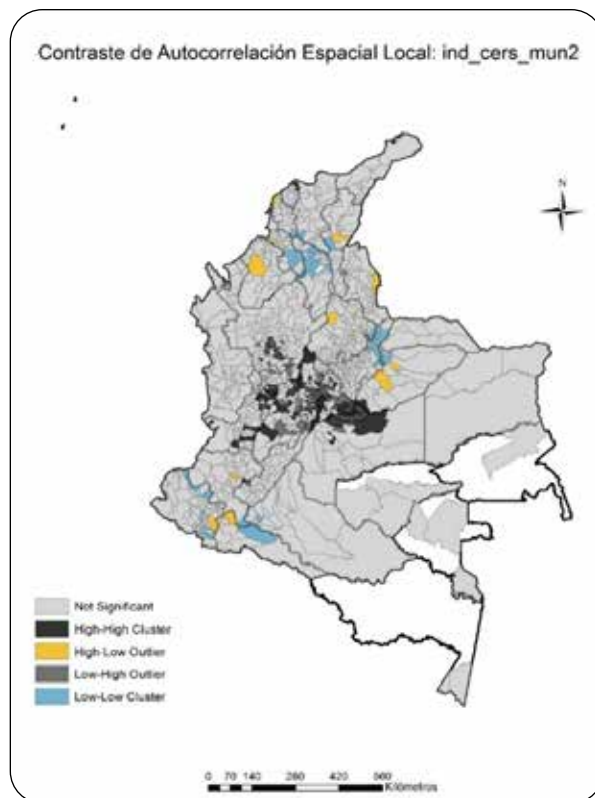 Contraste de Autocorrelación Espacial Local: ind_cers_mun2
N
Not Significant
High-High Cluster
High-Low Outlier
Low-High Outlier
Low-Low Cluster
0 70 140 280 420 560
Kilómetros